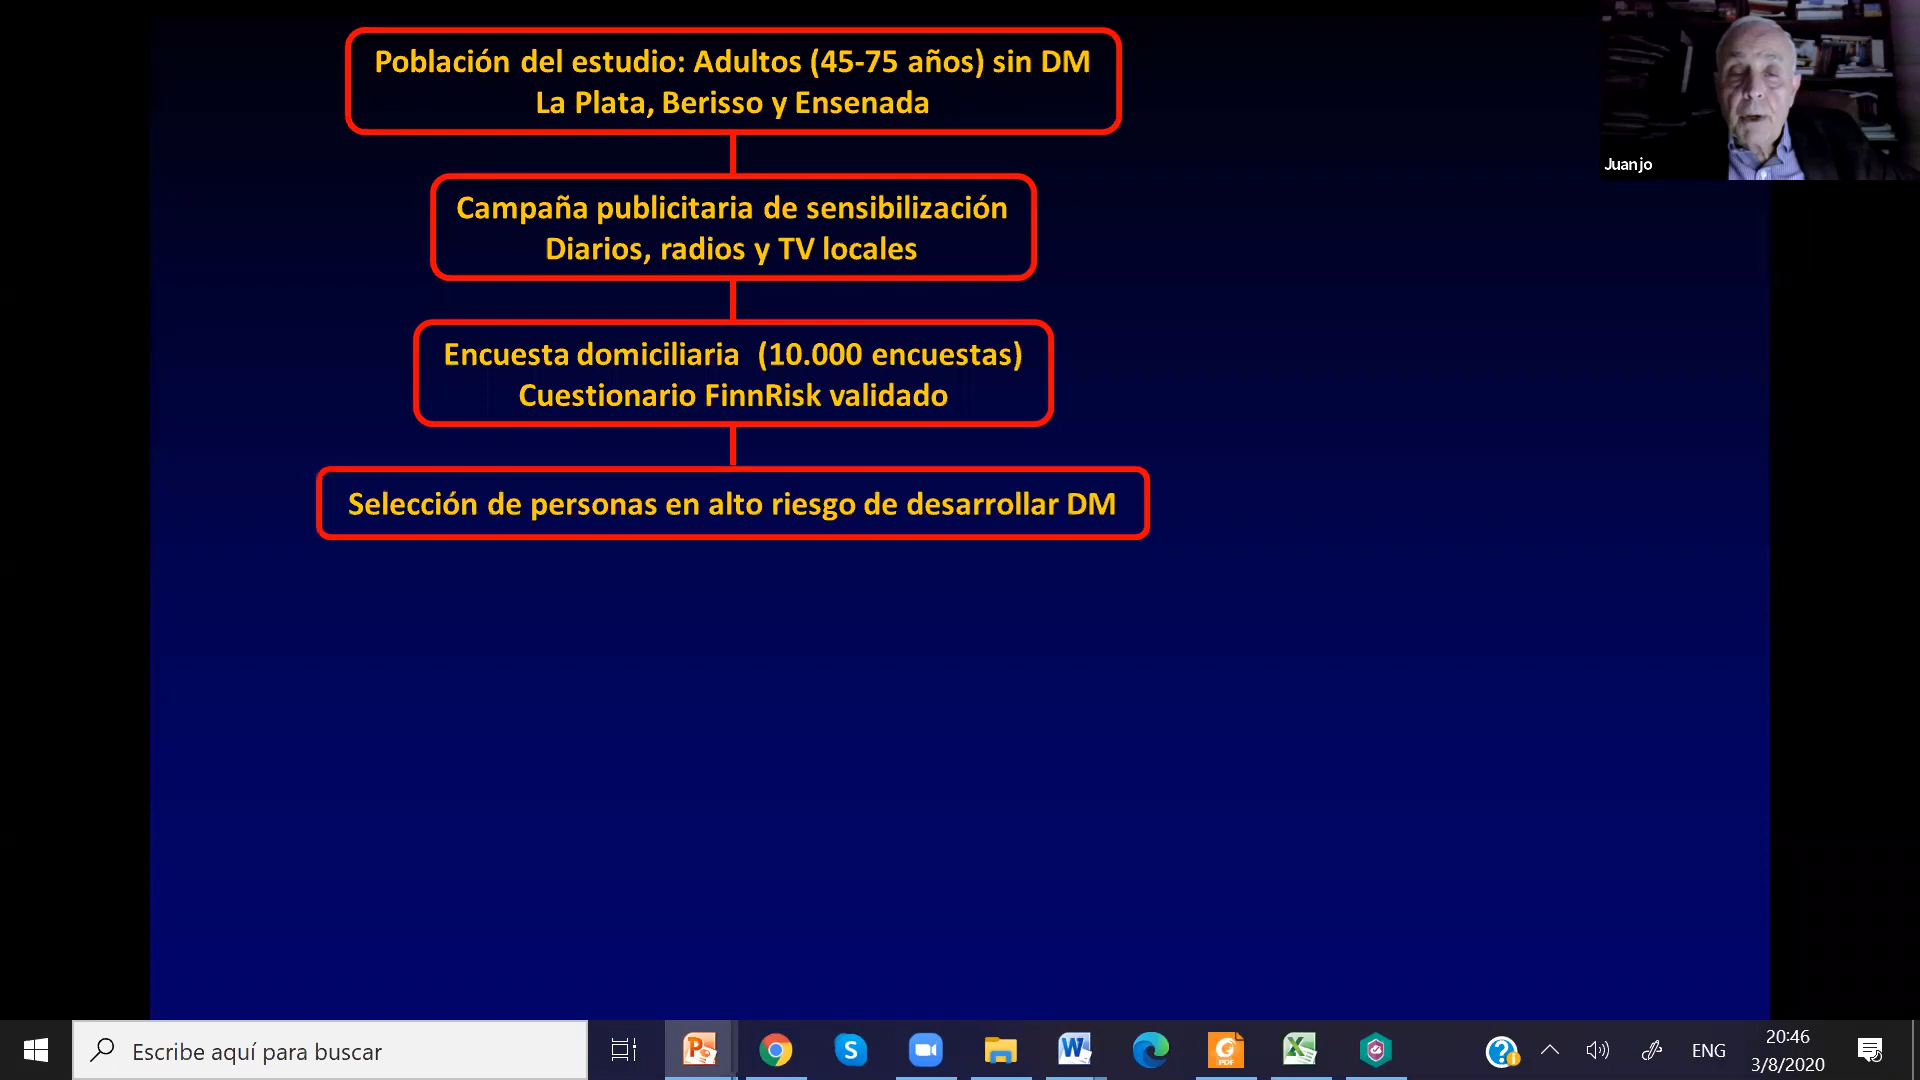 Población del estudio: Adultos (45-75 años) sin DM
La Plata, Berisso y Ensenada
Juanjo
Campaña publicitaria de sensibilización
Diarios, radios y TV locales
Encuesta domiciliaria  (10.000 encuestas)
Cuestionario FinnRisk validado
Selección de personas en alto riesgo de desarrollar DM
Escribe aquí para buscar
ENG
20:46
3/8/2020